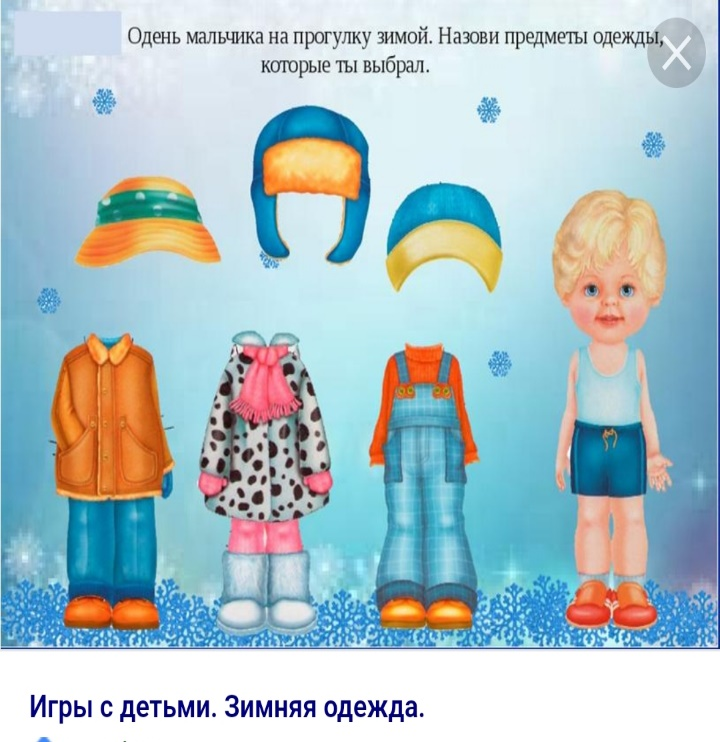 Одень мальчика на прогулку зимой. Назови предметы одежды,
которые ты выбрал.
Игры с детьми. Зимняя одежда.